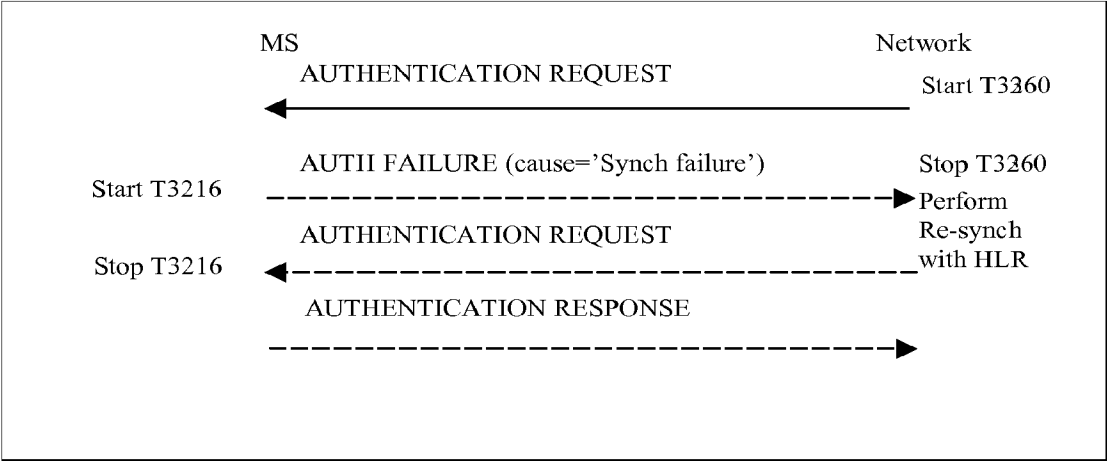 MS
Network
AUTHENTICATION REQUEST
Start T3260
AUTH FAILURE (cause=’Synch failure’)
Stop T3260
Start T3216
Perform
Re-synch
with HLR
AUTHENTICATION REQUEST
Stop T3216
AUTHENTICATION RESPONSE